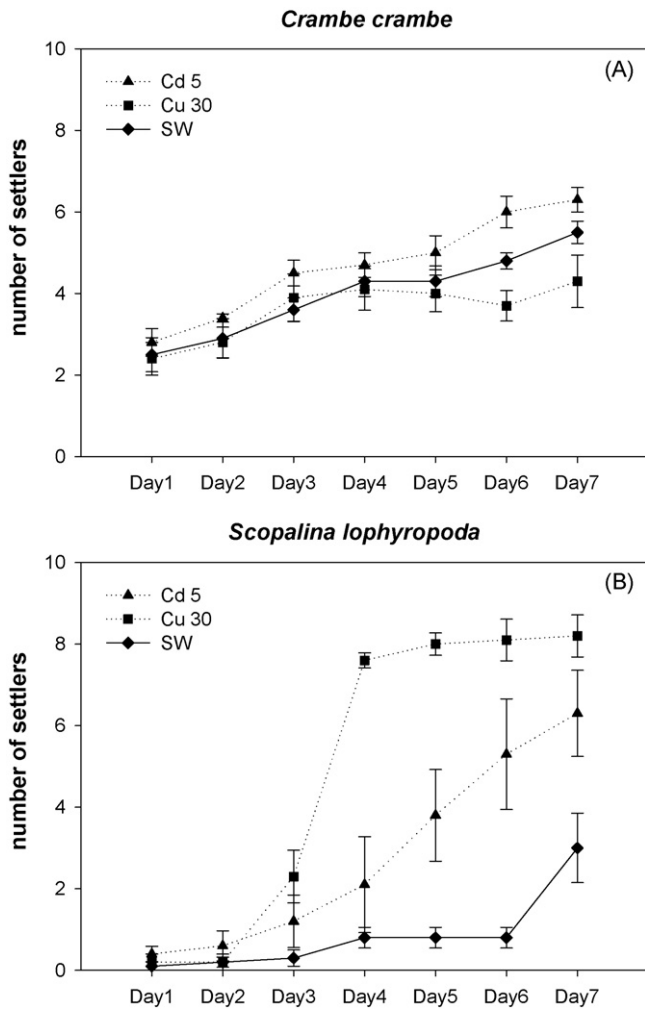 Crambe crambe
(A)
Cd 5
Cu 30
SW
number of settlers
10
8
6
4
2
0
Day1 Day2 Day3 Day4 Day5 Day6 Day7
Scopalina lophyropoda
(B)
Cd 5
Cu 30
SW
number of settlers
10
8
6
4
2
0
Day1 Day2 Day3 Day4 Day5 Day6 Day7